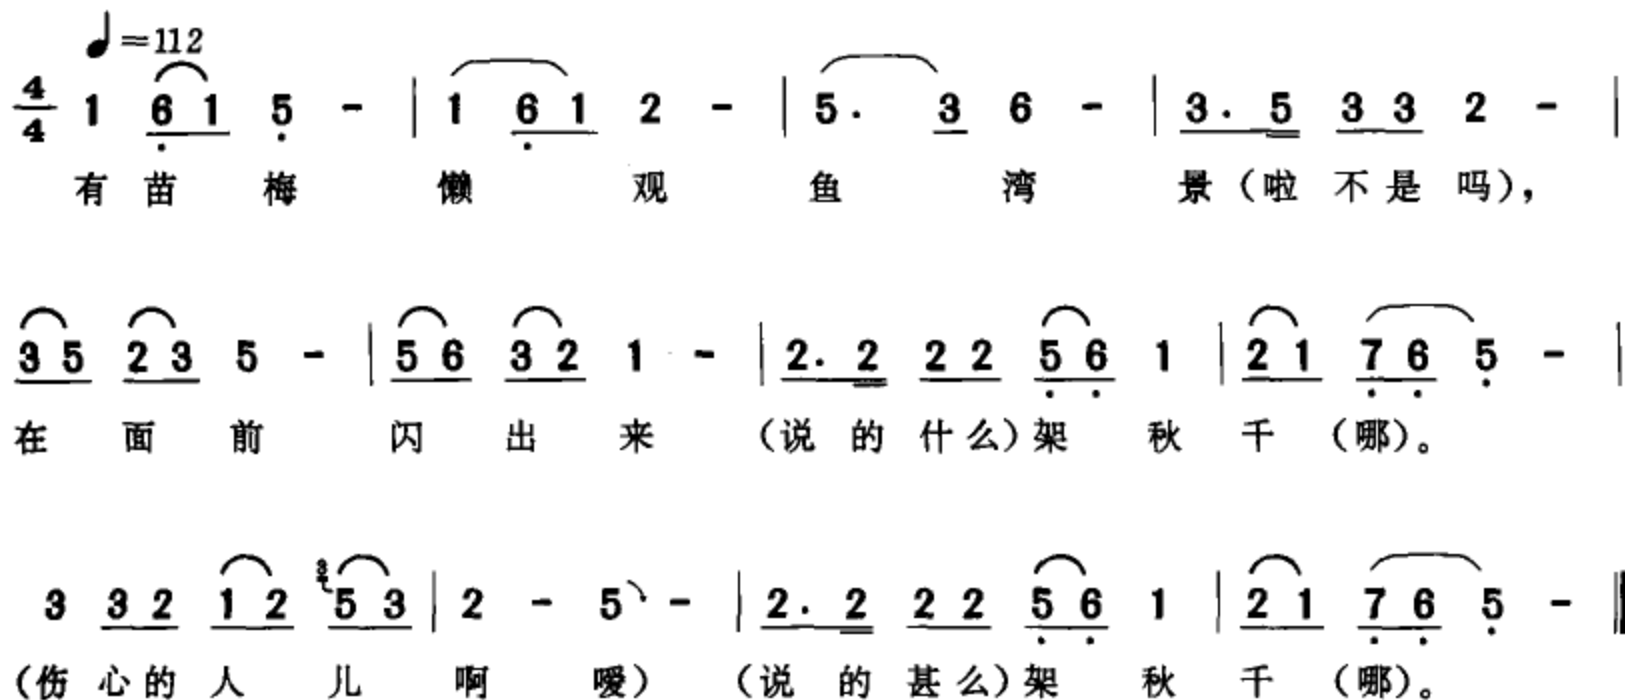 ♩=112
4/4 1 6 1 5 - | 1 6 1 2 - | 5. 3 6 - | 3. 5 3 3 2 - |
有 苗 梅 懒 观 鱼 湾 景（啦 不 是 吗），
3 5 2 3 5 - | 5 6 3 2 1 - | 2. 2 2 2 5 6 1 | 2 1 7 6 5 - |
在 面 前 闪 出 来 （说 的 什 么）架 秋 千 （哪）。
3 3 2 1 2 5 3 | 2 - 5 - | 2. 2 2 2 5 6 1 | 2 1 7 6 5 - ‖
（伤 心 的 人 儿 啊 嗳） （说 的 甚 么）架 秋 千 （哪）。